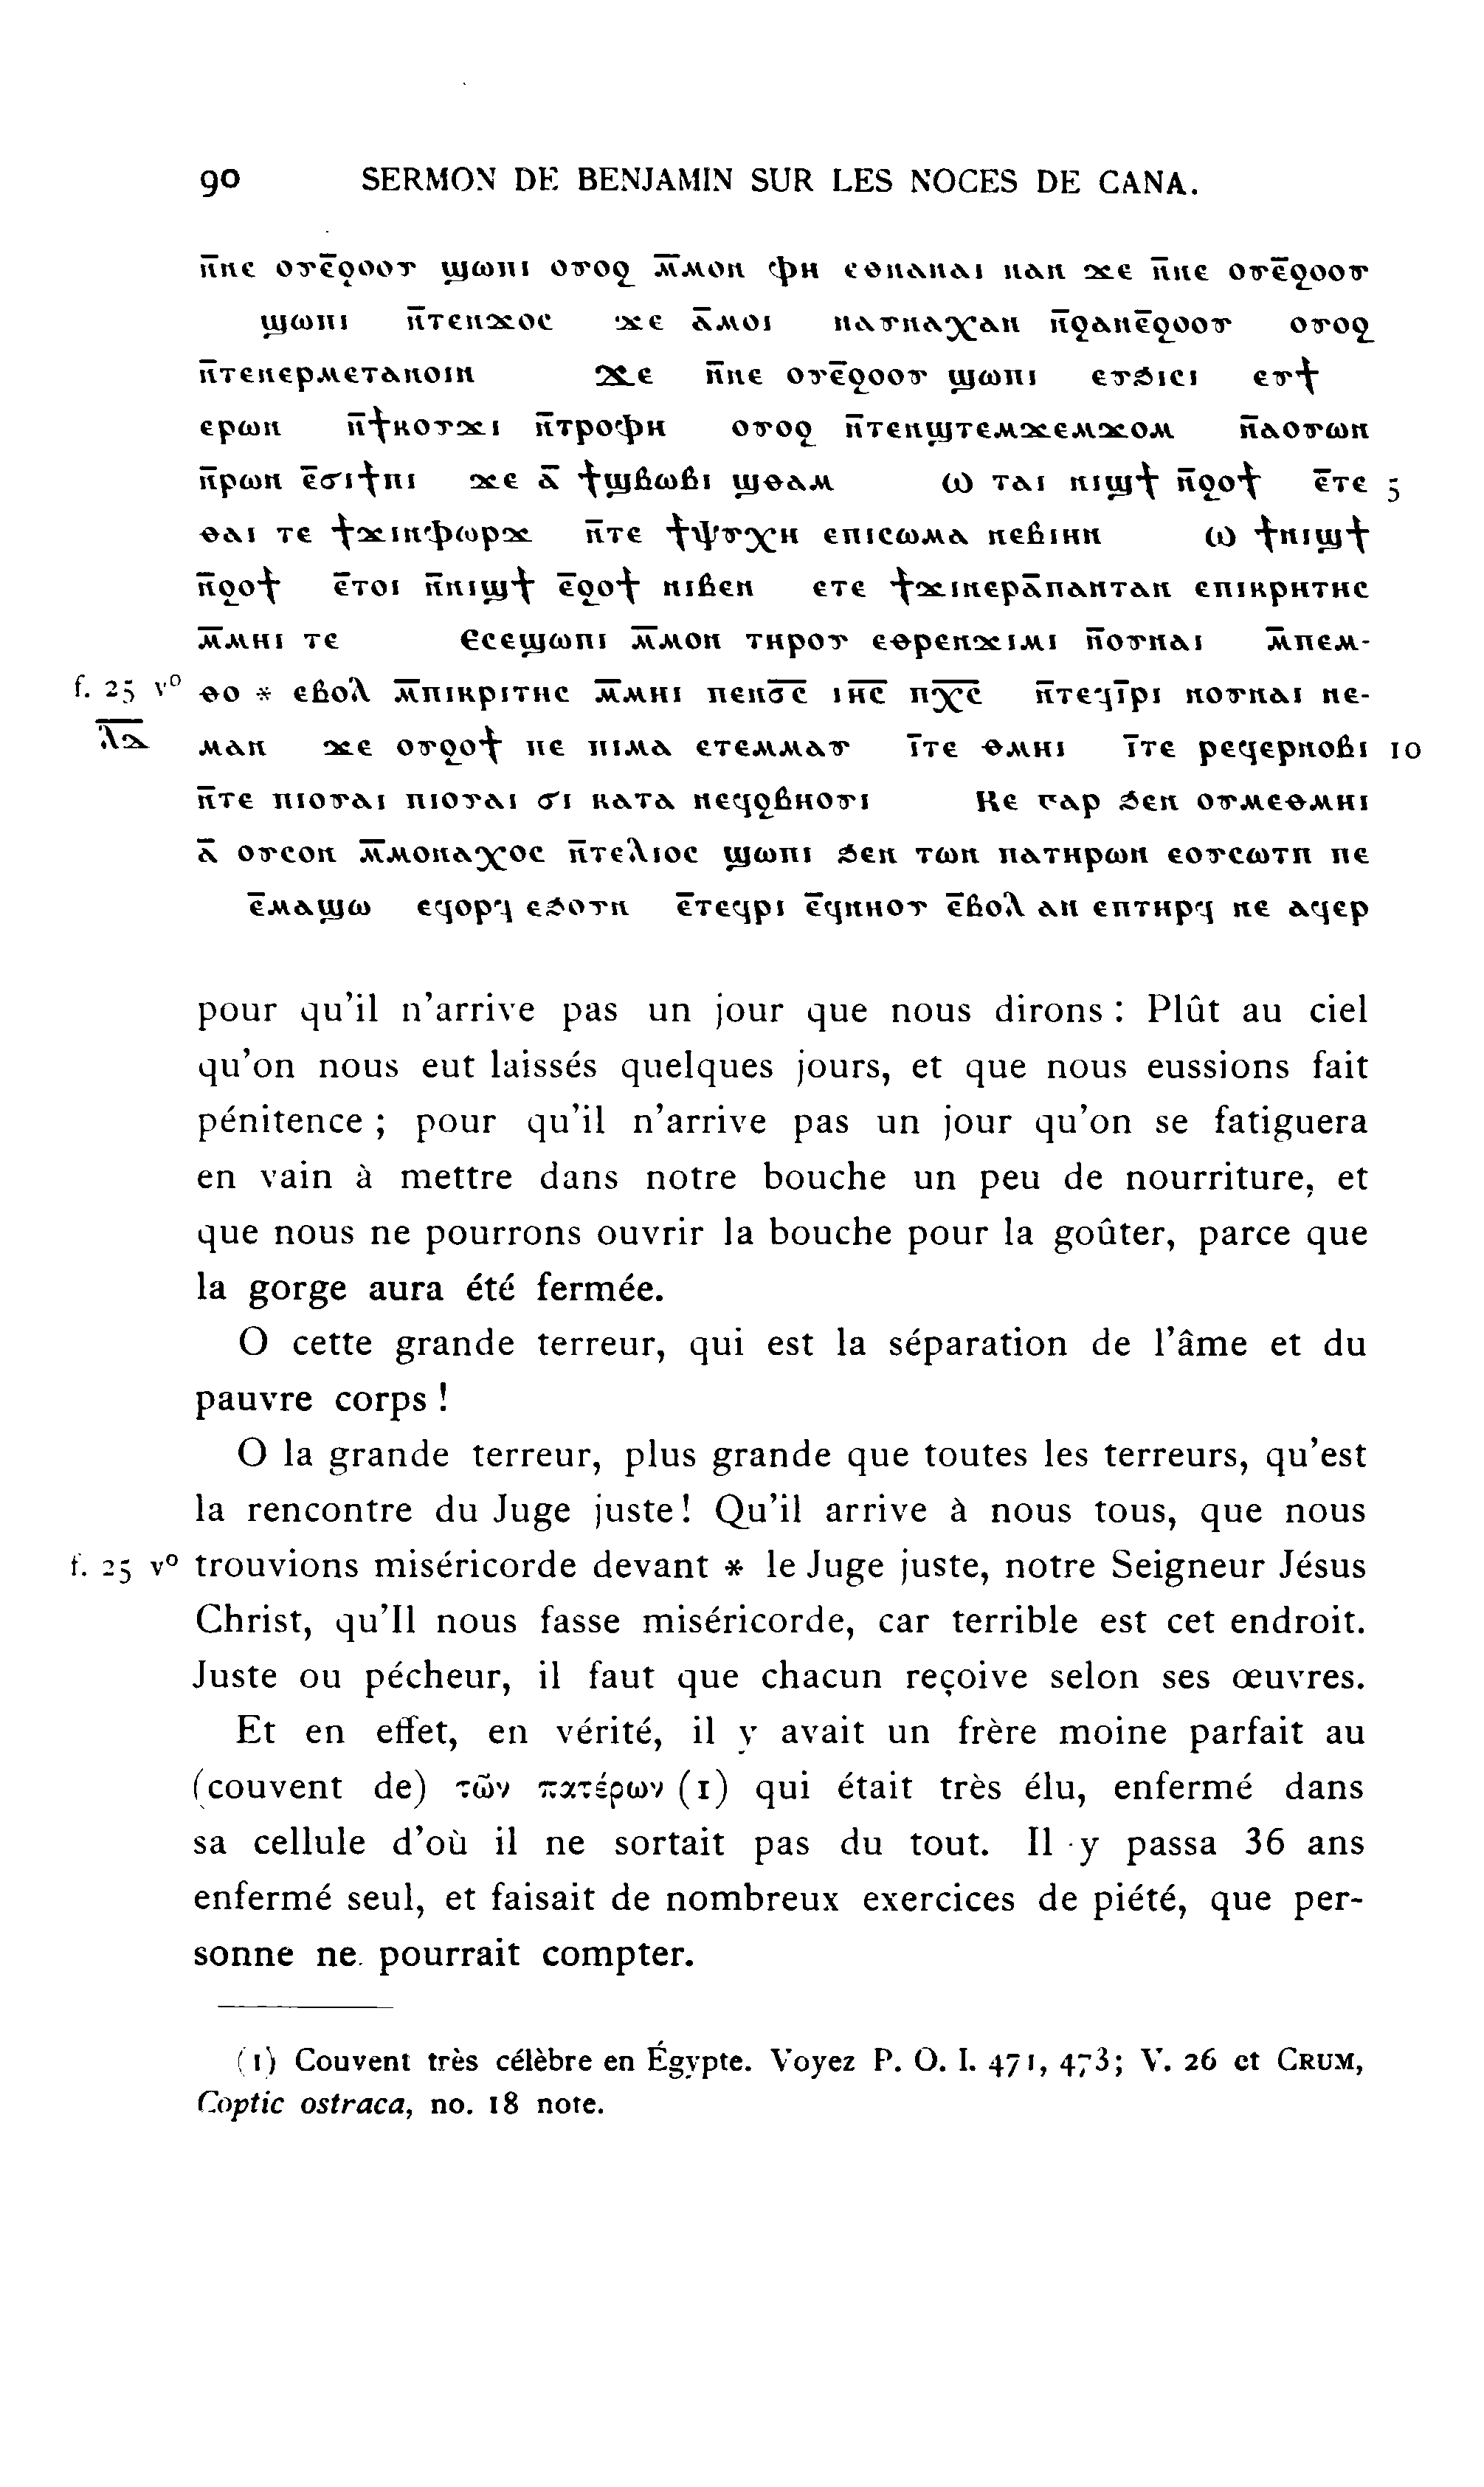 90 SERMON DE BENJAMIN SUR LES NOCES DE CANA.
ⲛ̄ⲛⲉ ⲟⲩⲉ̄ϩⲟⲟⲩ ϣⲱⲡⲓ ⲟⲩⲟϩ ⲙ̄ⲙⲟⲛ ⲫⲏ ⲉⲑⲛⲁⲛⲁⲓ ⲛⲁⲛ ϫⲉ ⲛ̄ⲛⲉ ⲟⲩⲉ̄ϩⲟⲟⲩ
ϣⲱⲡⲓ ⲛ̄ⲧⲉⲛϫⲟⲥ ϫⲉ ⲁ̄ⲙⲟⲓ ⲛⲁⲩⲛⲁⲭⲁⲛ ⲛ̄ϩⲁⲛⲉ̄ϩⲟⲟⲩ ⲟⲩⲟϩ
ⲛ̄ⲧⲉⲛⲉⲣⲙⲉⲧⲁⲛⲟⲓⲛ ϫⲉ ⲛ̄ⲛⲉ ⲟⲩⲉ̄ϩⲟⲟⲩ ϣⲱⲡⲓ ⲉⲩϧⲓⲥⲓ ⲉⲩϯ
ⲉⲣⲱⲛ ⲛ̄ϯⲕⲟⲩϫⲓ ⲛ̄ⲧⲣⲟⲫⲏ ⲟⲩⲟϩ ⲛ̄ⲧⲉⲛϣⲧⲉⲙϫⲉⲙϫⲟⲙ ⲛ̄ⲁⲟⲩⲱⲛ
ⲛ̄ⲣⲱⲛ ⲉ̄ϭⲓϯⲡⲓ ϫⲉ ⲁ̄ ϯϣⲃⲱⲃⲓ ϣⲑⲁⲙ ⲱ ⲧⲁⲓ ⲛⲓϣϯ ⲛ̄ϩⲟϯ ⲉ̄ⲧⲉ 5
ⲑⲁⲓ ⲧⲉ ϯϫⲓⲛⲫⲱⲣϫ ⲛ̄ⲧⲉ ϯⲯⲩⲭⲏ ⲉⲡⲓⲥⲱⲙⲁ ⲛⲉⲃⲓⲏⲛ ⲱ ϯⲛⲓϣϯ
ⲛ̄ϩⲟϯ ⲉ̄ⲧⲟⲓ ⲛ̄ⲛⲓϣϯ ⲉ̄ϩⲟϯ ⲛⲓⲃⲉⲛ ⲉⲧⲉ ϯϫⲓⲛⲉⲣⲁ̄ⲡⲁⲛⲧⲁⲛ ⲉⲡⲓⲕⲣⲏⲧⲏⲥ
ⲙ̄ⲙⲏⲓ ⲧⲉ Ⲉⲥⲉϣⲱⲡⲓ ⲙ̄ⲙⲟⲛ ⲧⲏⲣⲟⲩ ⲉⲑⲣⲉⲛϫⲓⲙⲓ ⲛ̄ⲟⲩⲛⲁⲓ ⲙ̄ⲡⲉⲙ-
f. 25 vº ⲑⲟ * ⲉⲃⲟⲗ ⲙ̄ⲡⲓⲕⲣⲓⲧⲏⲥ ⲙ̄ⲙⲏⲓ ⲡⲉⲛϭ̄ⲥ̄ ⲓⲏ̄ⲥ̄ ⲡⲭ̄ⲥ̄ ⲛ̄ⲧⲉϥⲓ̄ⲣⲓ ⲛⲟⲩⲛⲁⲓ ⲛⲉ-
ⲗ̄ⲁ̄ ⲙⲁⲛ ϫⲉ ⲟⲩϩⲟϯ ⲡⲉ ⲡⲓⲙⲁ ⲉⲧⲉⲙⲙⲁⲩ ⲓ̄ⲧⲉ ⲑⲙⲏⲓ ⲓ̄ⲧⲉ ⲣⲉϥⲉⲣⲛⲟⲃⲓ 10
ⲛ̄ⲧⲉ ⲡⲓⲟⲩⲁⲓ ⲡⲓⲟⲩⲁⲓ ϭⲓ ⲕⲁⲧⲁ ⲛⲉϥϩⲃⲏⲟⲩⲓ Ⲕⲉ ⲅⲁⲣ ϧⲉⲛ ⲟⲩⲙⲉⲑⲙⲏⲓ
ⲁ̄ ⲟⲩⲥⲟⲛ ⲙ̄ⲙⲟⲛⲁⲭⲟⲥ ⲛ̄ⲧⲉⲗⲓⲟⲥ ϣⲱⲡⲓ ϧⲉⲛ ⲧⲱⲛ ⲡⲁⲧⲏⲣⲱⲛ ⲉⲟⲩⲥⲱⲧⲡ ⲡⲉ
ⲉ̄ⲙⲁϣⲱ ⲉϥⲟⲣϥ ⲉϧⲟⲩⲛ ⲉ̄ⲧⲉϥⲣⲓ ⲉ̄ϥⲛⲏⲟⲩ ⲉ̄ⲃⲟⲗ ⲁⲛ ⲉⲡⲧⲏⲣϥ ⲡⲉ ⲁϥⲉⲣ
pour qu'il n'arrive pas un jour que nous dirons : Plût au ciel
qu'on nous eut laissés quelques jours, et que nous eussions fait
pénitence ; pour qu'il n'arrive pas un jour qu'on se fatiguera
en vain à mettre dans notre bouche un peu de nourriture, et
que nous ne pourrons ouvrir la bouche pour la goûter, parce que
la gorge aura été fermée.
O cette grande terreur, qui est la séparation de l'âme et du
pauvre corps !
O la grande terreur, plus grande que toutes les terreurs, qu'est
la rencontre du Juge juste! Qu'il arrive à nous tous, que nous
f. 25 vº trouvions miséricorde devant * le Juge juste, notre Seigneur Jésus
Christ, qu'Il nous fasse miséricorde, car terrible est cet endroit.
Juste ou pécheur, il faut que chacun reçoive selon ses œuvres.
Et en effet, en vérité, il y avait un frère moine parfait au
(couvent de) τῶν πατέρων (1) qui était très élu, enfermé dans
sa cellule d'où il ne sortait pas du tout. Il y passa 36 ans
enfermé seul, et faisait de nombreux exercices de piété, que per-
sonne ne pourrait compter.
(1) Couvent très célèbre en Égypte. Voyez P. O. I. 471, 473; V. 26 et CRUM,
Coptic ostraca, no. 18 note.